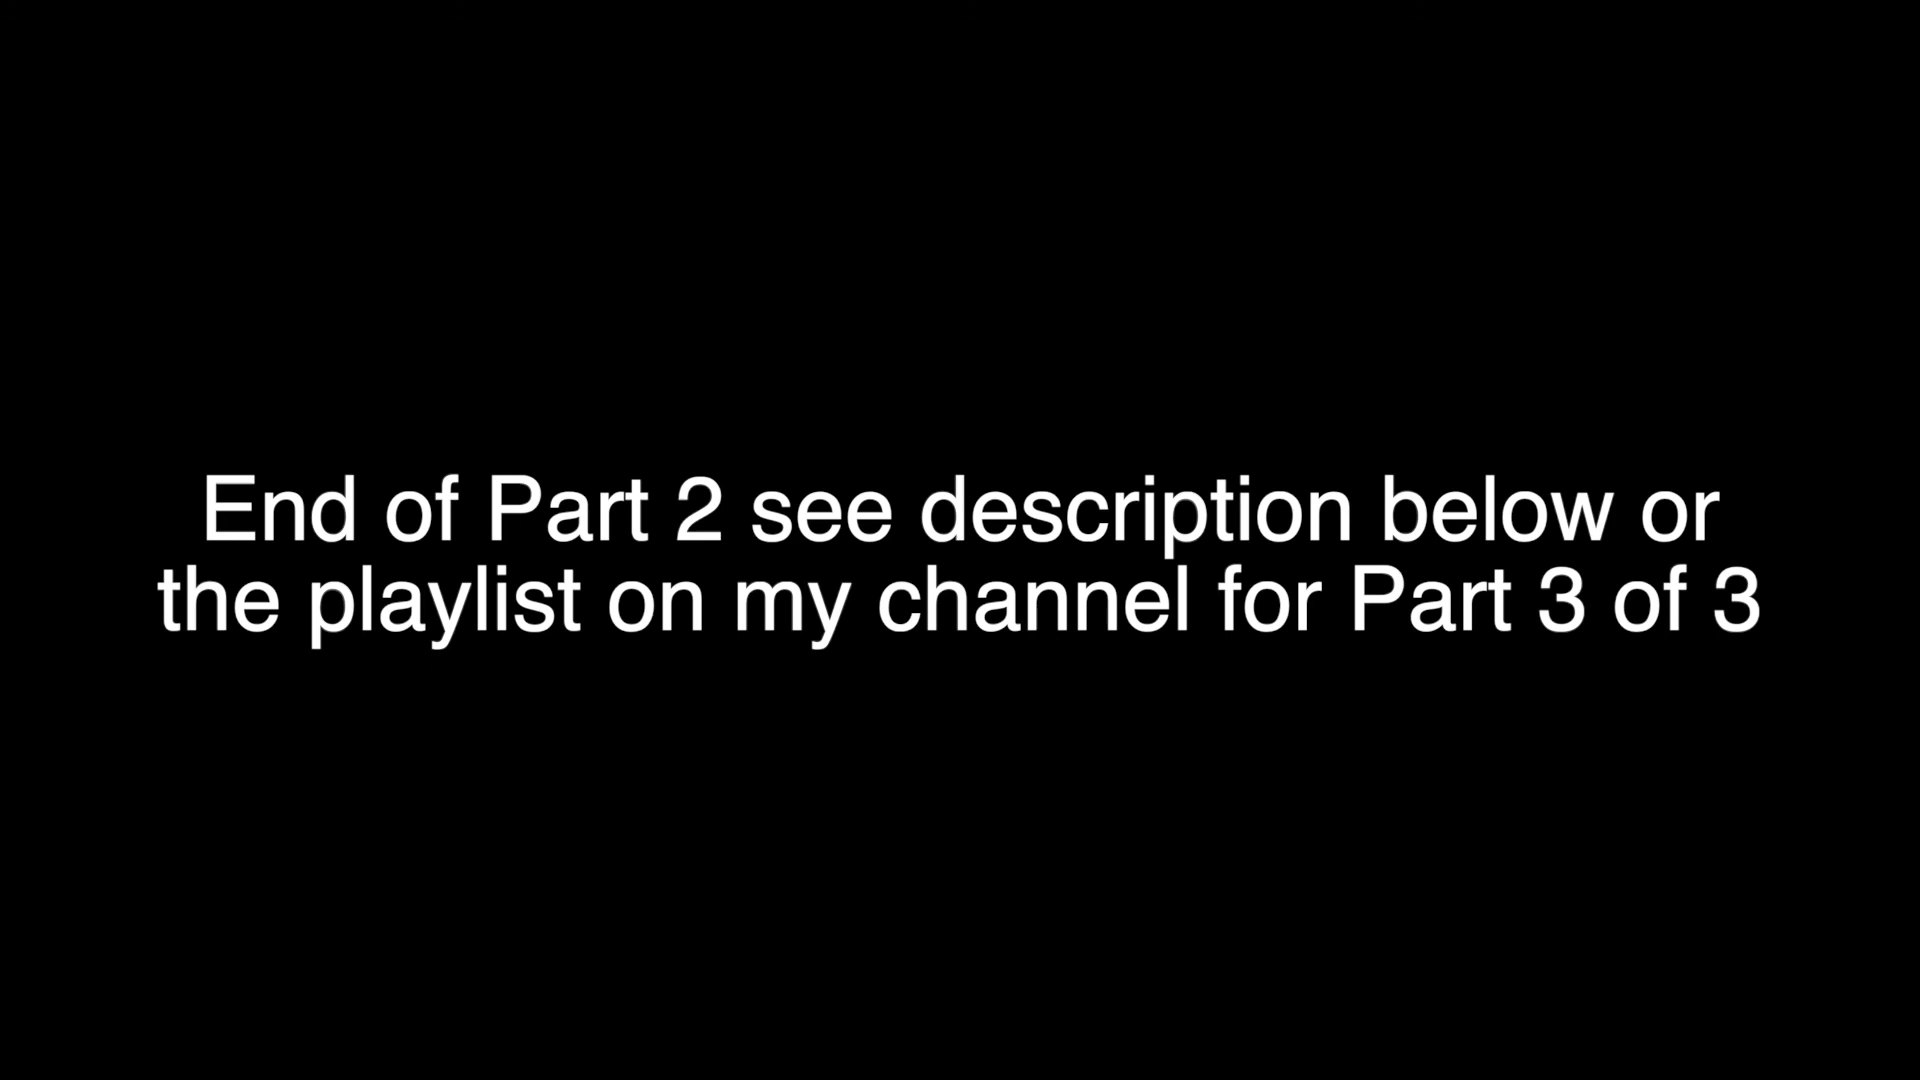 End of Part 2 see description below or
the playlist on my channel for Part 3 of 3